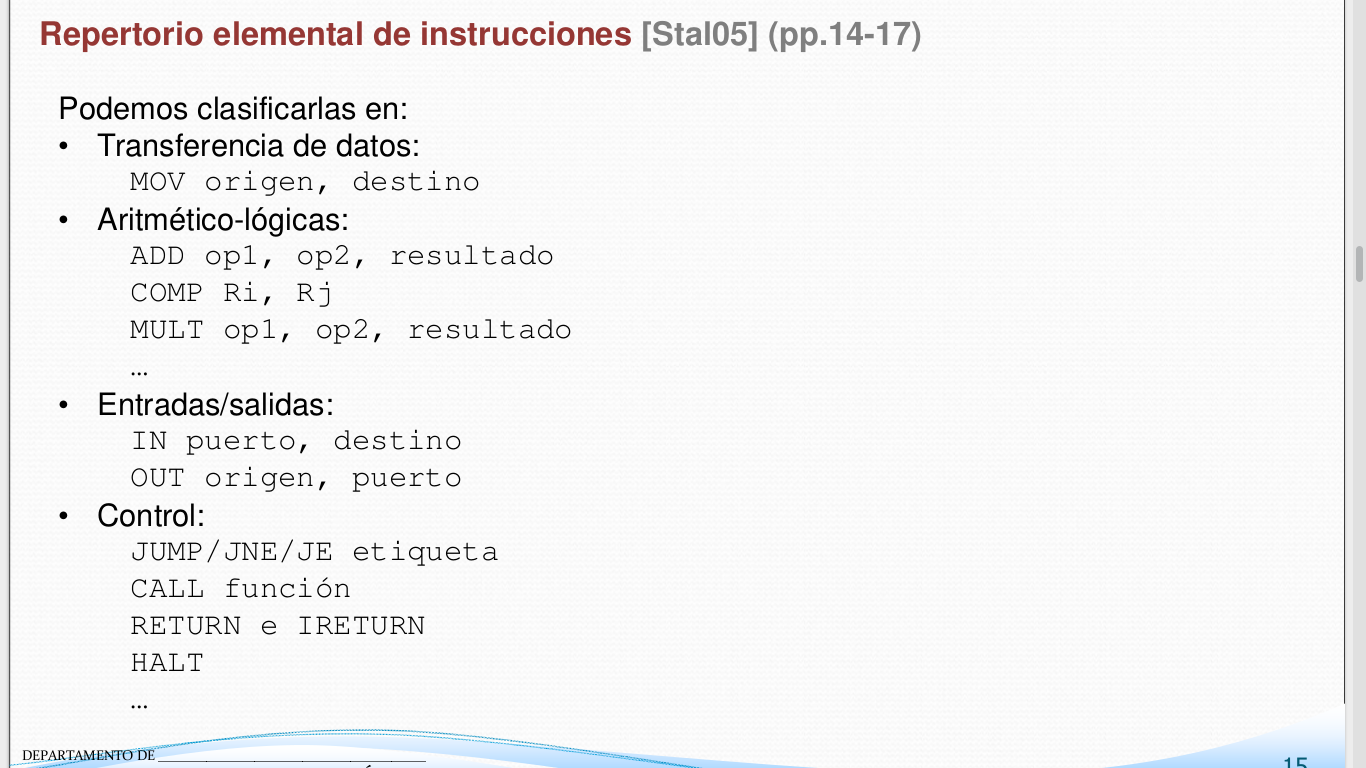 Repertorio elemental de instrucciones [Stal05] (pp.14-17)
Podemos clasificarlas en:
• Transferencia de datos:
MOV origen, destino
• Aritmético-lógicas:
ADD op1, op2, resultado
COMP Ri, Rj
MULT op1, op2, resultado
…
• Entradas/salidas:
IN puerto, destino
OUT origen, puerto
• Control:
JUMP/JNE/JE etiqueta
CALL función
RETURN e IRETURN
HALT
…
DEPARTAMENTO DE
15